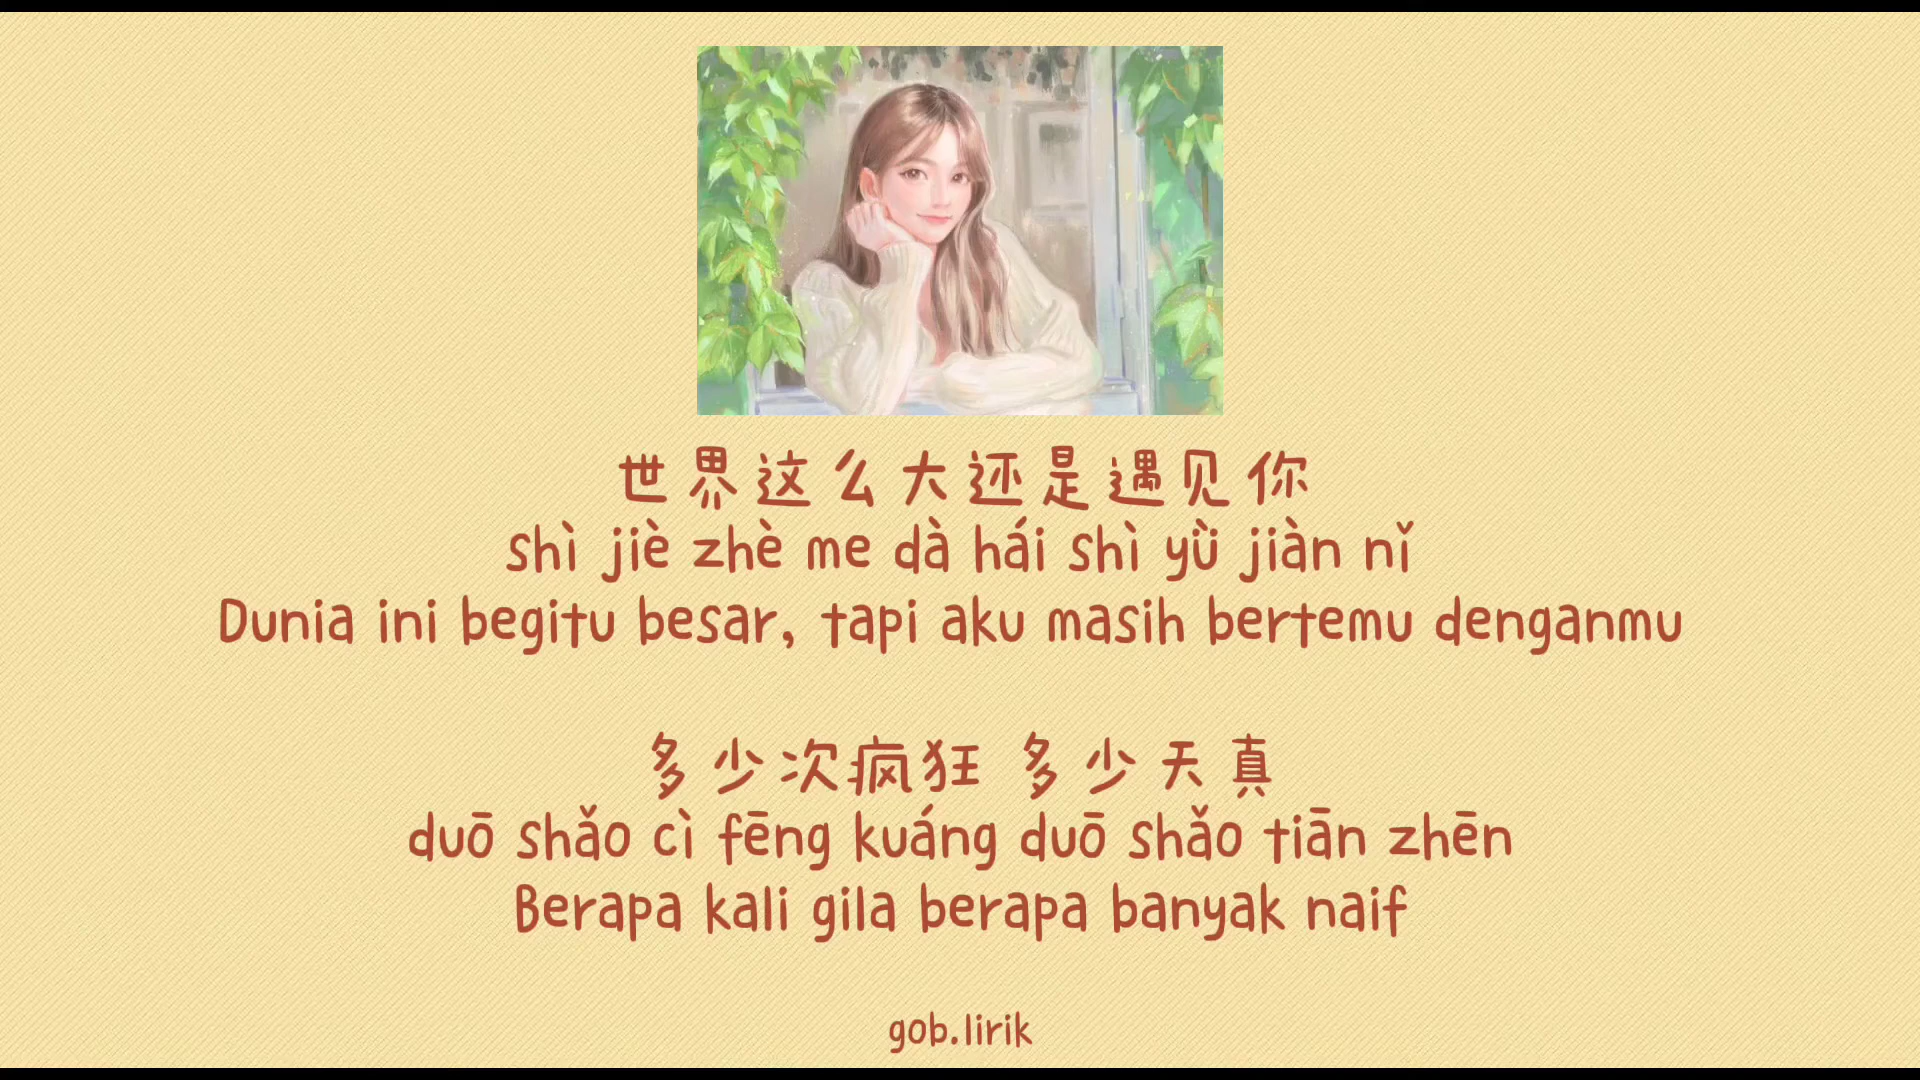 世界这么大还是遇见你
shì jiè zhè me dà hái shì yǜ jiàn nǐ
Dunia ini begitu besar, tapi aku masih bertemu denganmu
多少次疯狂 多少天真
duō shǎo cì fēng kuáng duō shǎo tiān zhēn
Berapa kali gila berapa banyak naif
gob.lirik